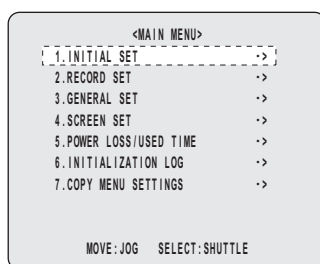 <MAIN MENU>
1.INITIAL SET ->
2.RECORD SET ->
3.GENERAL SET ->
4.SCREEN SET ->
5.POWER LOSS/USED TIME ->
6.INITIALIZATION LOG ->
7.COPY MENU SETTINGS ->
MOVE:JOG SELECT:SHUTTLE